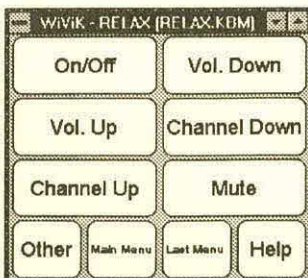 WiViK - RELAX [RELAX.KBM]
On/Off Vol. Down
Vol. Up Channel Down
Channel Up Mute
Other Main Menu Last Menu Help